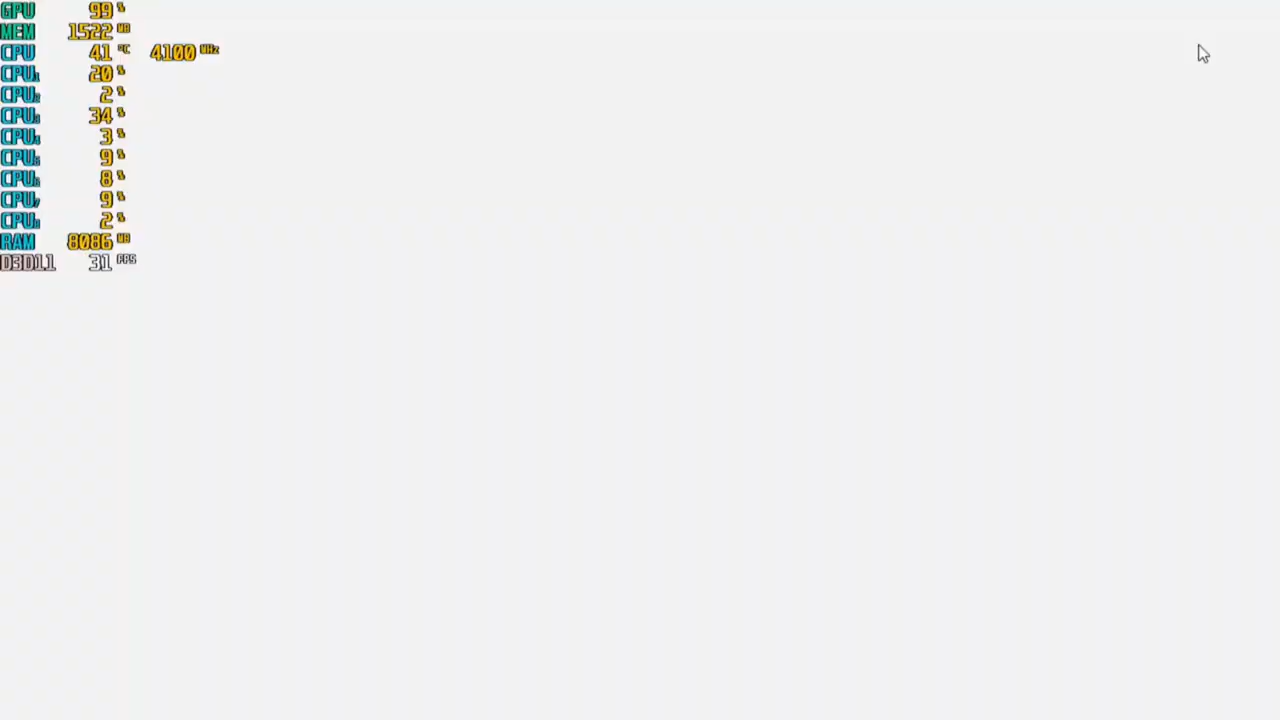 GPU 99 %
MEM 1522 MB
CPU 41 °C 4100 MHz
CPU1 20 %
CPU2 2 %
CPU3 34 %
CPU4 3 %
CPU5 9 %
CPU6 8 %
CPU7 9 %
CPU8 2 %
RAM 8086 MB
D3D11 31 FPS